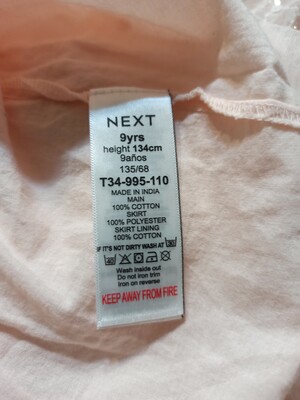 NEXT
9yrs
height 134cm
9años
135/68
T34-995-110
MADE IN INDIA
MAIN
100% COTTON
SKIRT
100% POLYESTER
SKIRT LINING
100% COTTON
IF IT'S NOT DIRTY WASH AT
Wash inside out
Do not iron trim
Iron on reverse
KEEP AWAY FROM FIRE